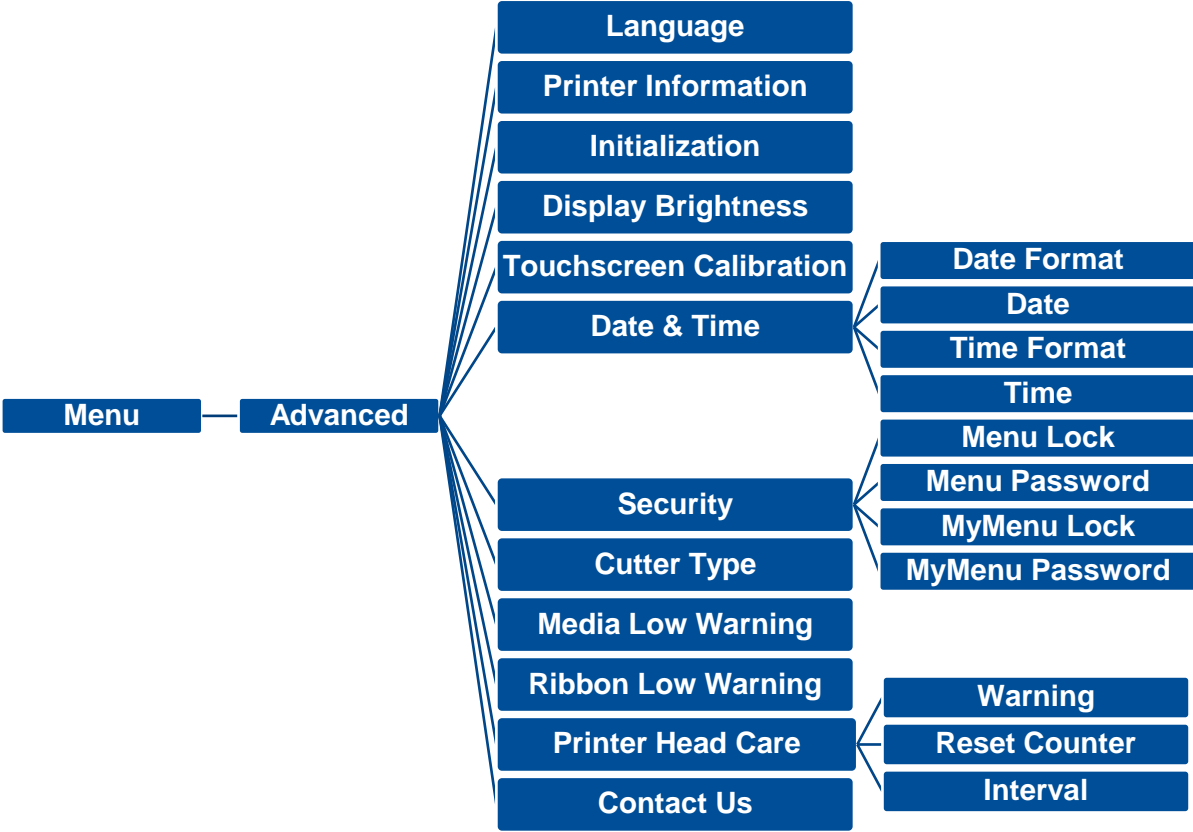 Menu
Advanced
Language
Printer Information
Initialization
Display Brightness
Touchscreen Calibration
Date & Time
Date Format
Date
Time Format
Time
Security
Menu Lock
Menu Password
MyMenu Lock
MyMenu Password
Cutter Type
Media Low Warning
Ribbon Low Warning
Printer Head Care
Warning
Reset Counter
Interval
Contact Us